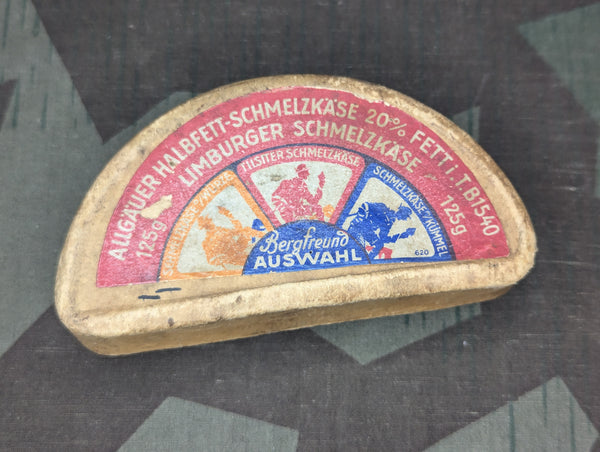 ALLGÄUER HALBFETT-SCHMELZKÄSE 20% FETT I. T. B1540
125g LIMBURGER SCHMELZKÄSE 125g
TILSITER SCHMELZKÄSE
SCHMELZKÄSE/KÜMMEL
Bergfreund
AUSWAHL
620